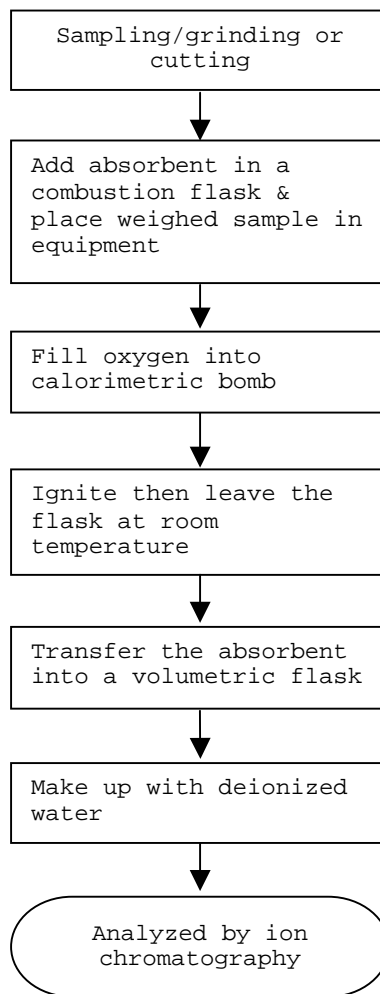 Sampling/grinding or
cutting
Add absorbent in a
combustion flask &
place weighed sample in
equipment
Fill oxygen into
calorimetric bomb
Ignite then leave the
flask at room
temperature
Transfer the absorbent
into a volumetric flask
Make up with deionized
water
Analyzed by ion
chromatography